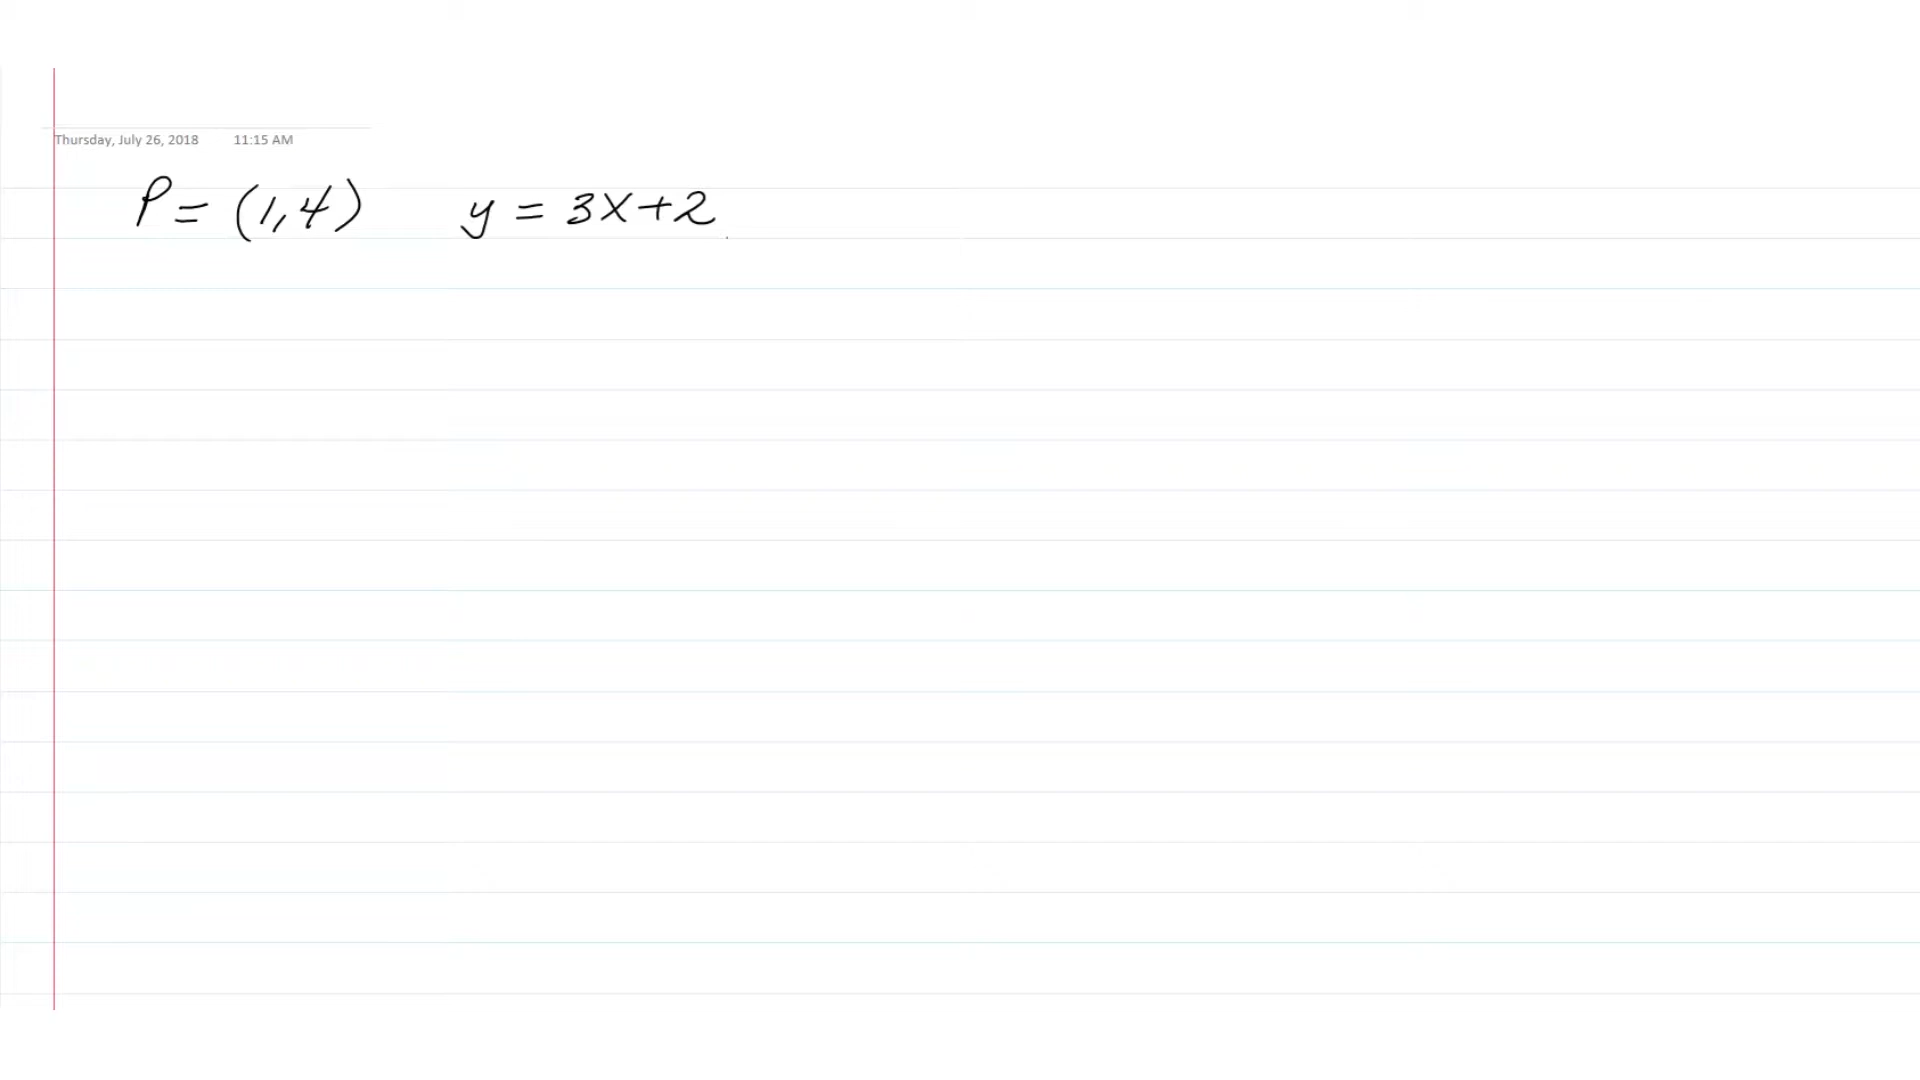 Thursday, July 26, 2018 11:15 AM
P = (1,4) y = 3x+2